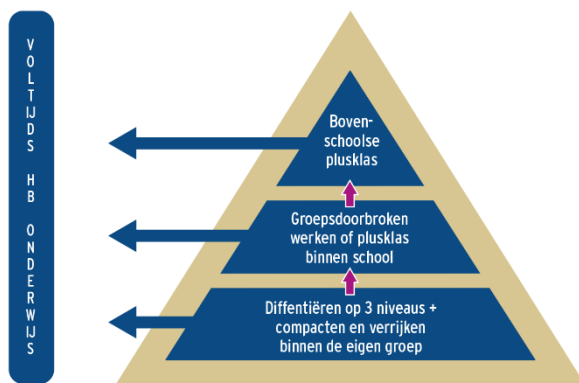 VOLTIJDS HB ONDERWIJS
Boven-
schoolse
plusklas
Groepsdoorbroken
werken of plusklas
binnen school
Diffentiëren op 3 niveaus +
compacten en verrijken
binnen de eigen groep